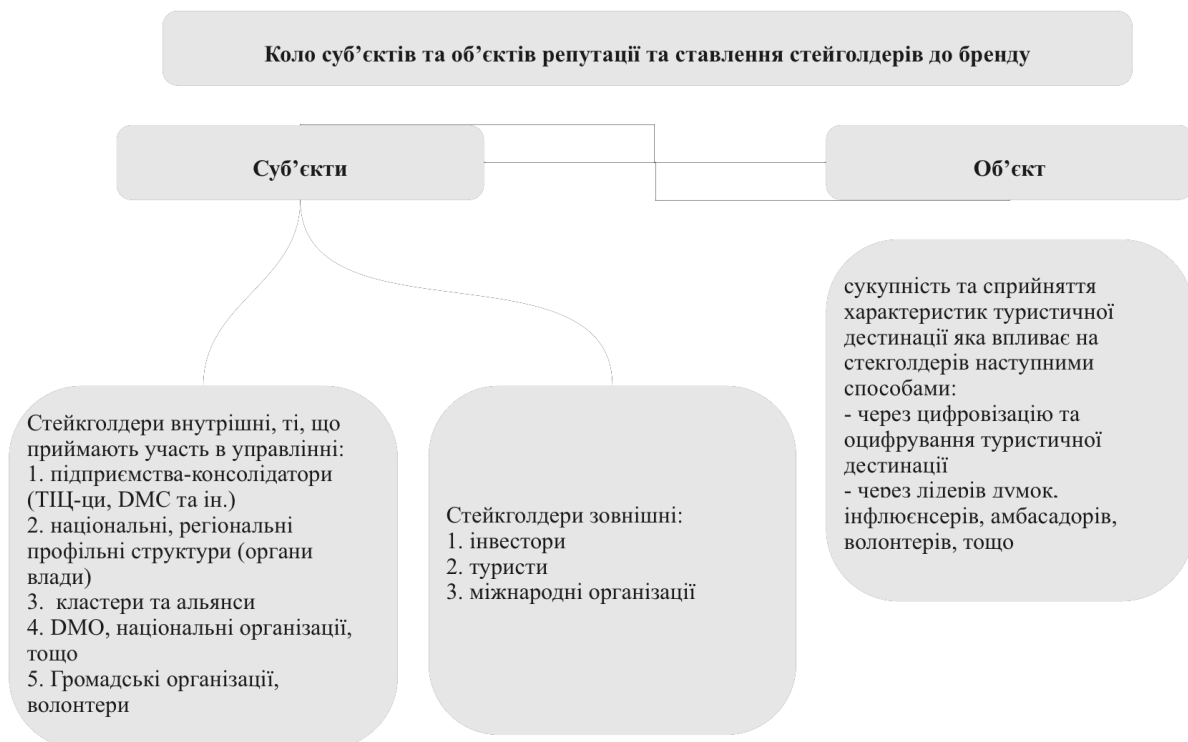 Коло суб’єктів та об’єктів репутації та ставлення стейголдерів до бренду
Суб’єкти
Об’єкт
Стейкголдери внутрішні, ті, що
приймають участь в управлінні:
1. підприємства-консолідатори
(ТІЦ-ци, DMC та ін.)
2. національні, регіональні
профільні структури (органи
влади)
3. кластери та альянси
4. DMO, національні організації,
тощо
5. Громадські організації,
волонтери
Стейкголдери зовнішні:
1. інвестори
2. туристи
3. міжнародні організації
сукупність та сприйняття
характеристик туристичної
дестинації яка впливає на
стекголдерів наступними
способами:
- через цифровізацію та
оцифрування туристичної
дестинації
- через лідерів думок,
інфлюєнсерів, амбасадорів,
волонтерів, тощо